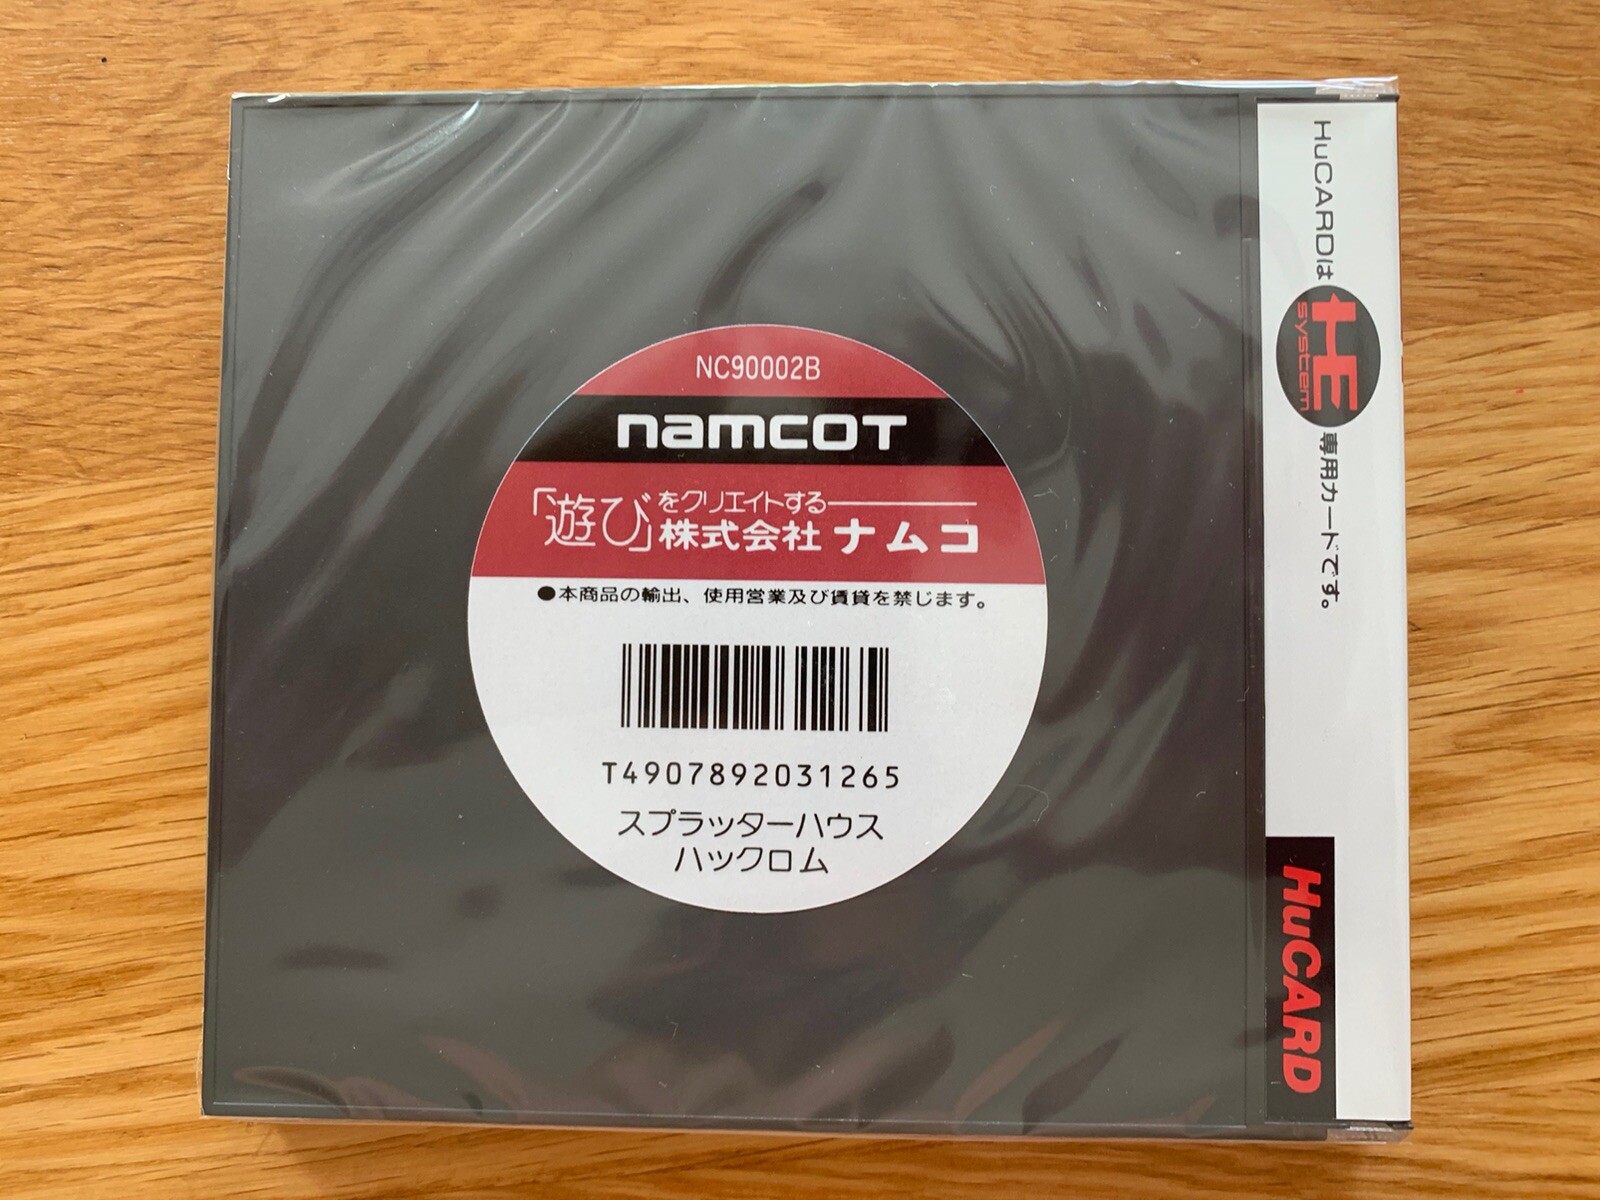 NC90002B
namcoT
「遊び」をクリエイトする
株式会社ナムコ
●本商品の輸出、使用営業及び賃貸を禁じます。
T4907892031265
スプラッターハウス
ハックロム
HuCARDは HE system 専用カードです。
HuCARD